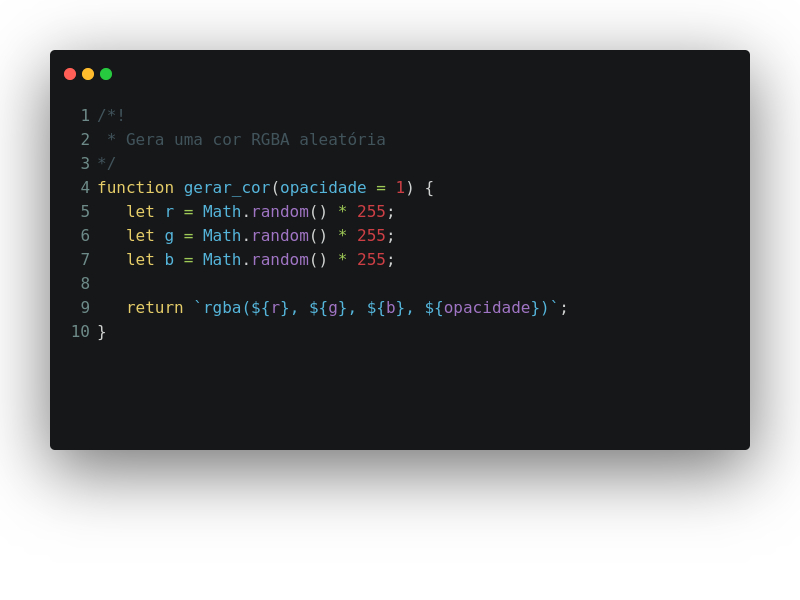 1 /*!
2  * Gera uma cor RGBA aleatória
3 */
4 function gerar_cor(opacidade = 1) {
5    let r = Math.random() * 255;
6    let g = Math.random() * 255;
7    let b = Math.random() * 255;
8
9    return `rgba(${r}, ${g}, ${b}, ${opacidade})`;
10 }